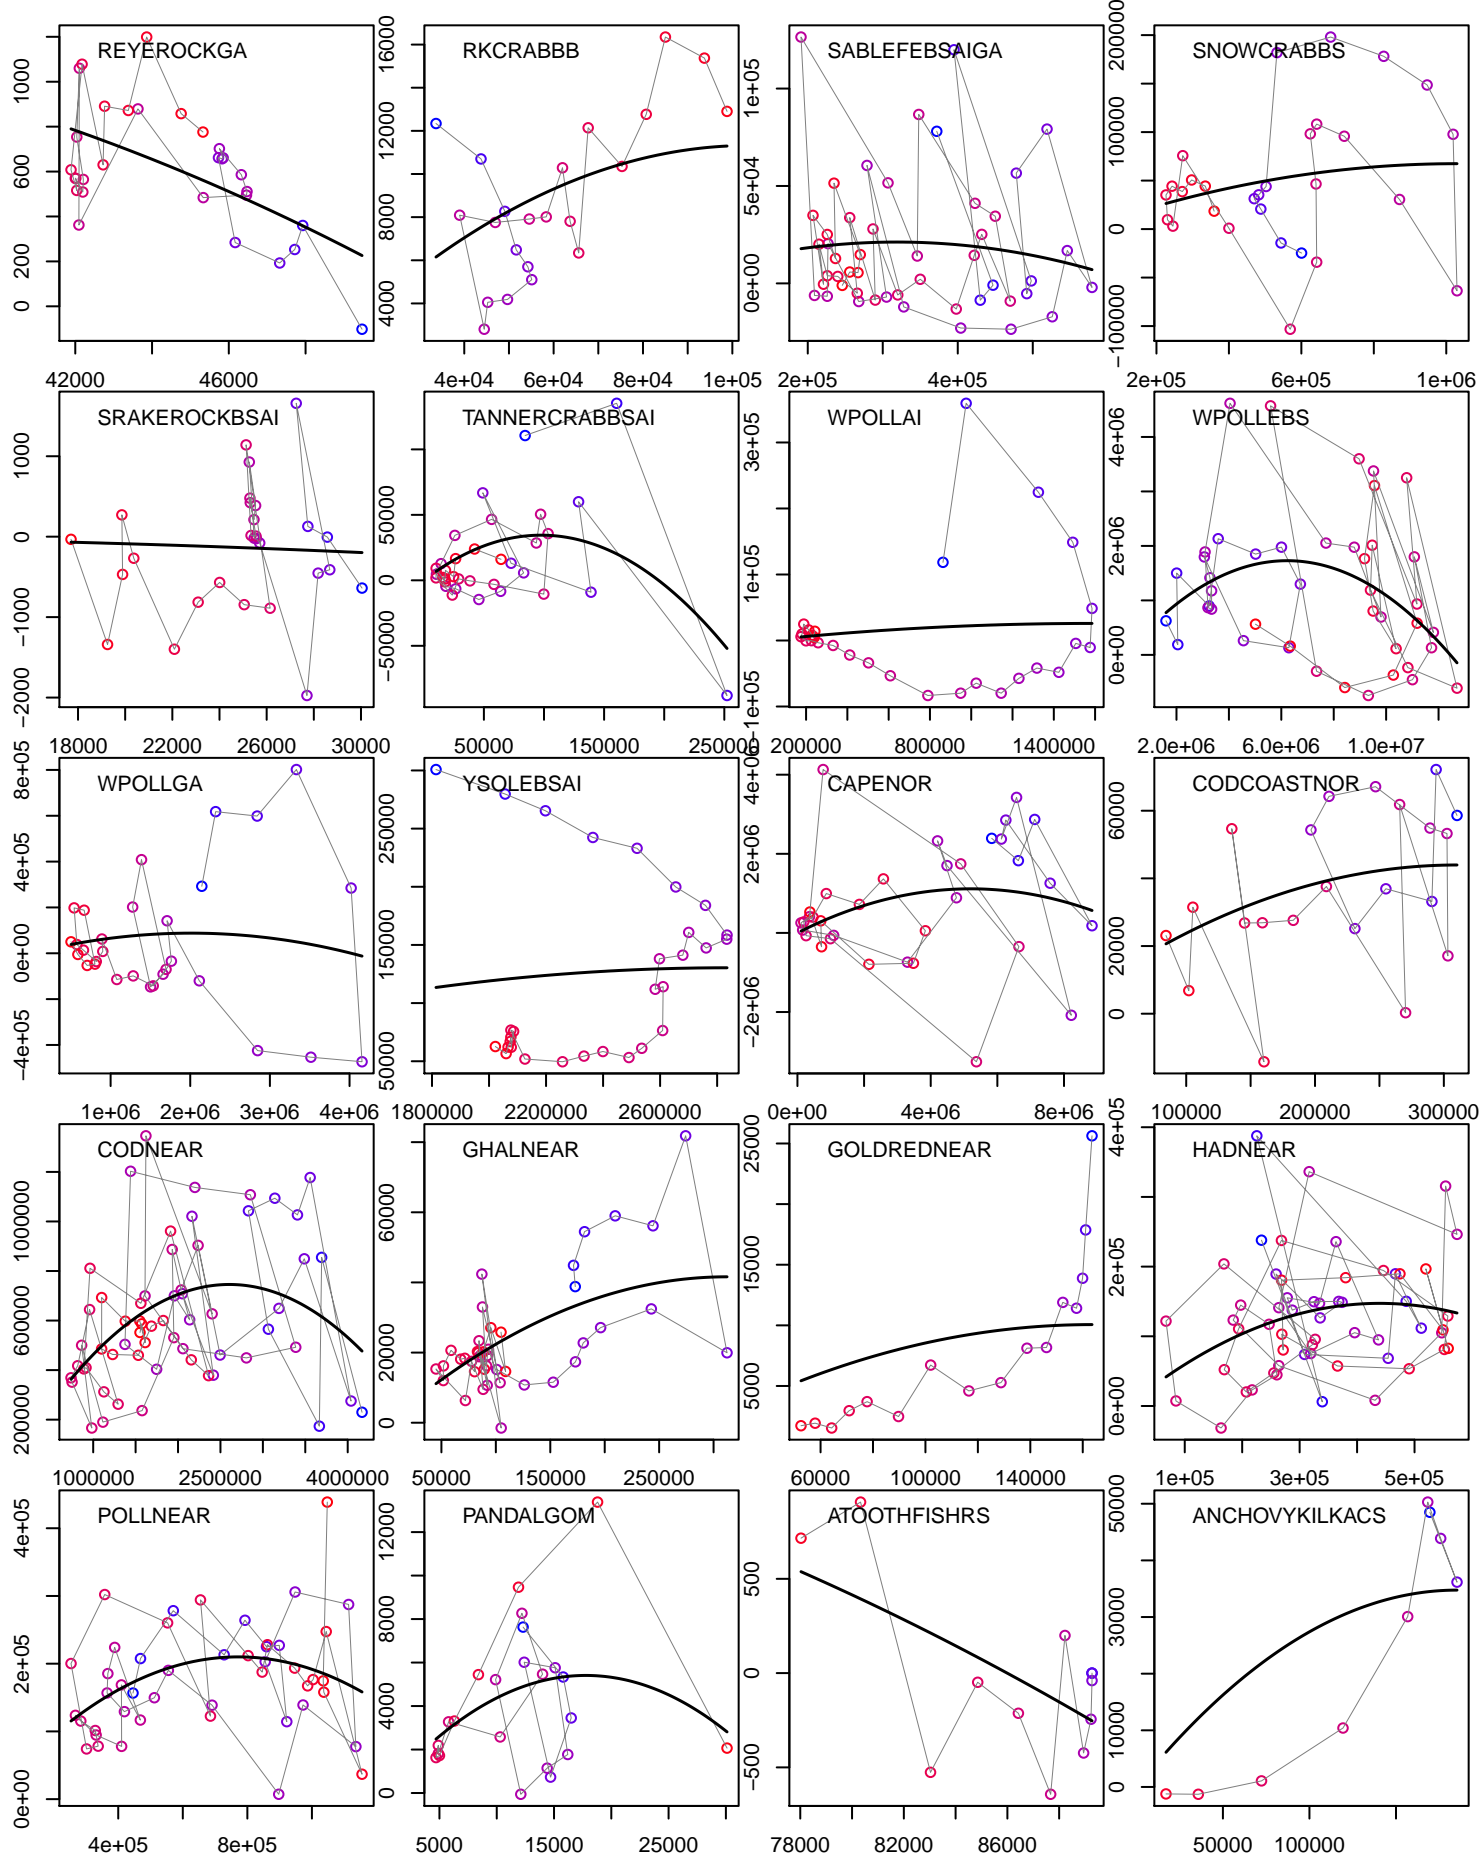 REYEROCKGA
0 200 600 1000
42000 46000
RKCRABBB
4000 8000 12000 16000
4e+04 6e+04 8e+04 1e+05
SABLEFEBSAIGA
0e+00 5e+04 1e+05
2e+05 4e+05
SNOWCRABBS
−100000 0 100000 200000
2e+05 6e+05 1e+06
SRAKEROCKBSAI
−2000 −1000 0 1000
18000 22000 26000 30000
TANNERCRABBSAI
−50000 0 50000
50000 150000 250000
WPOLLAI
−1e+05 1e+05 3e+05
200000 800000 1400000
WPOLLEBS
0e+00 2e+06 4e+06
2.0e+06 6.0e+06 1.0e+07
WPOLLGA
−4e+05 0e+00 4e+05 8e+05
1e+06 2e+06 3e+06 4e+06
YSOLEBSAI
50000 150000 250000
1800000 2200000 2600000
CAPENOR
−2e+06 2e+06 4e+06
0e+00 4e+06 8e+06
CODCOASTNOR
0 20000 60000
100000 200000 300000
CODNEAR
200000 600000 1000000
1000000 2500000 4000000
GHALNEAR
0 20000 60000
50000 150000 250000
GOLDREDNEAR
5000 15000 25000
60000 100000 140000
HADNEAR
0e+00 2e+05 4e+05
1e+05 3e+05 5e+05
POLLNEAR
0e+00 2e+05 4e+05
4e+05 8e+05
PANDALGOM
0 4000 8000 12000
5000 15000 25000
ATOOTHFISHRS
−500 0 500
78000 82000 86000
ANCHOVYKILKACS
0 10000 30000 50000
50000 100000